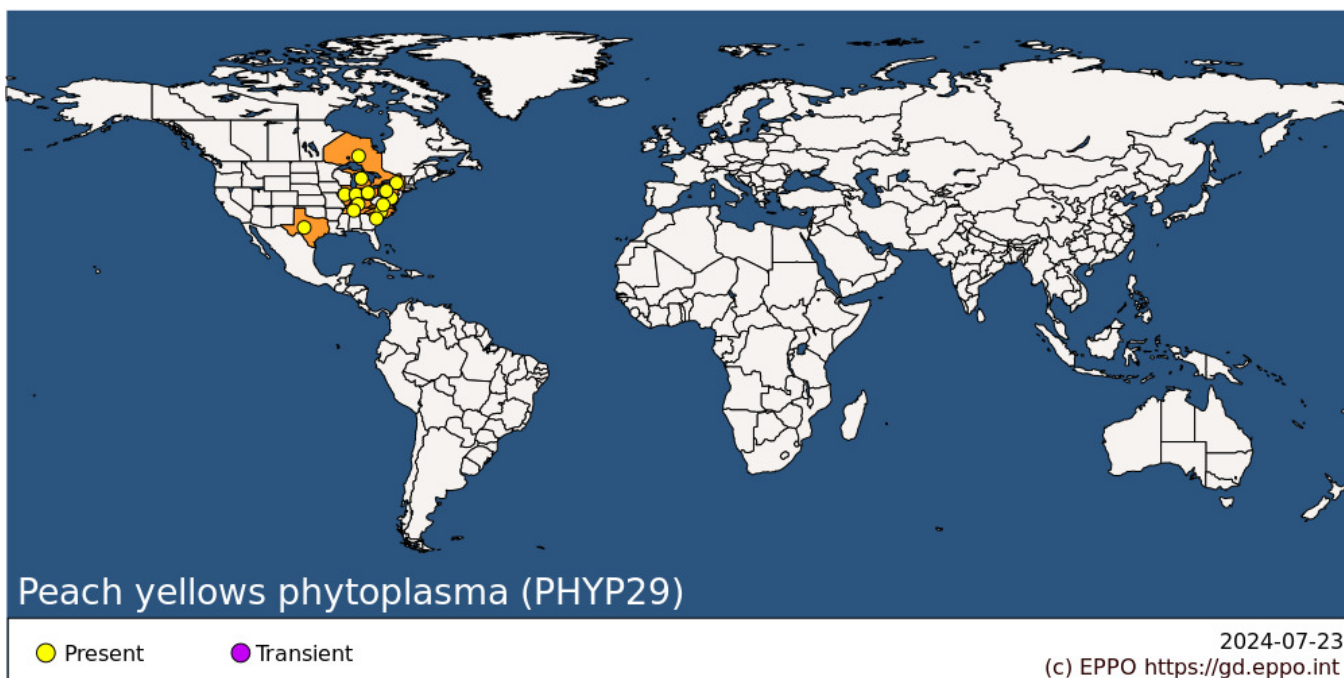 Peach yellows phytoplasma (PHYP29)
Present
Transient
2024-07-23
(c) EPPO https://gd.eppo.int